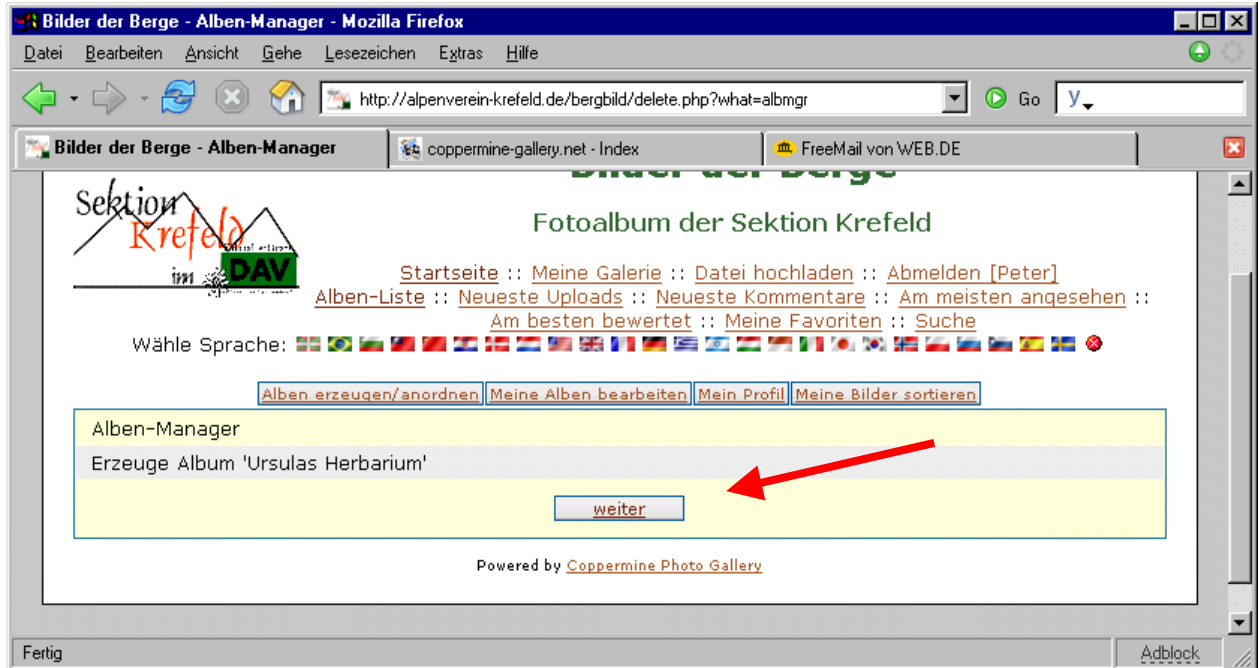 Bilder der Berge - Alben-Manager - Mozilla Firefox
Datei Bearbeiten Ansicht Gehe Lesezeichen Extras Hilfe
http://alpenverein-krefeld.de/bergbild/delete.php?what=albmgr Go
Bilder der Berge - Alben-Manager coppermine-gallery.net - Index FreeMail von WEB.DE
Bilder der Berge
Sektion
Krefeld
im DAV
Fotoalbum der Sektion Krefeld
Startseite :: Meine Galerie :: Datei hochladen :: Abmelden [Peter]
Alben-Liste :: Neueste Uploads :: Neueste Kommentare :: Am meisten angesehen ::
Am besten bewertet :: Meine Favoriten :: Suche
Wähle Sprache:
Alben erzeugen/anordnen Meine Alben bearbeiten Mein Profil Meine Bilder sortieren
Alben-Manager
Erzeuge Album 'Ursulas Herbarium'
weiter
Powered by Coppermine Photo Gallery
Fertig Adblock